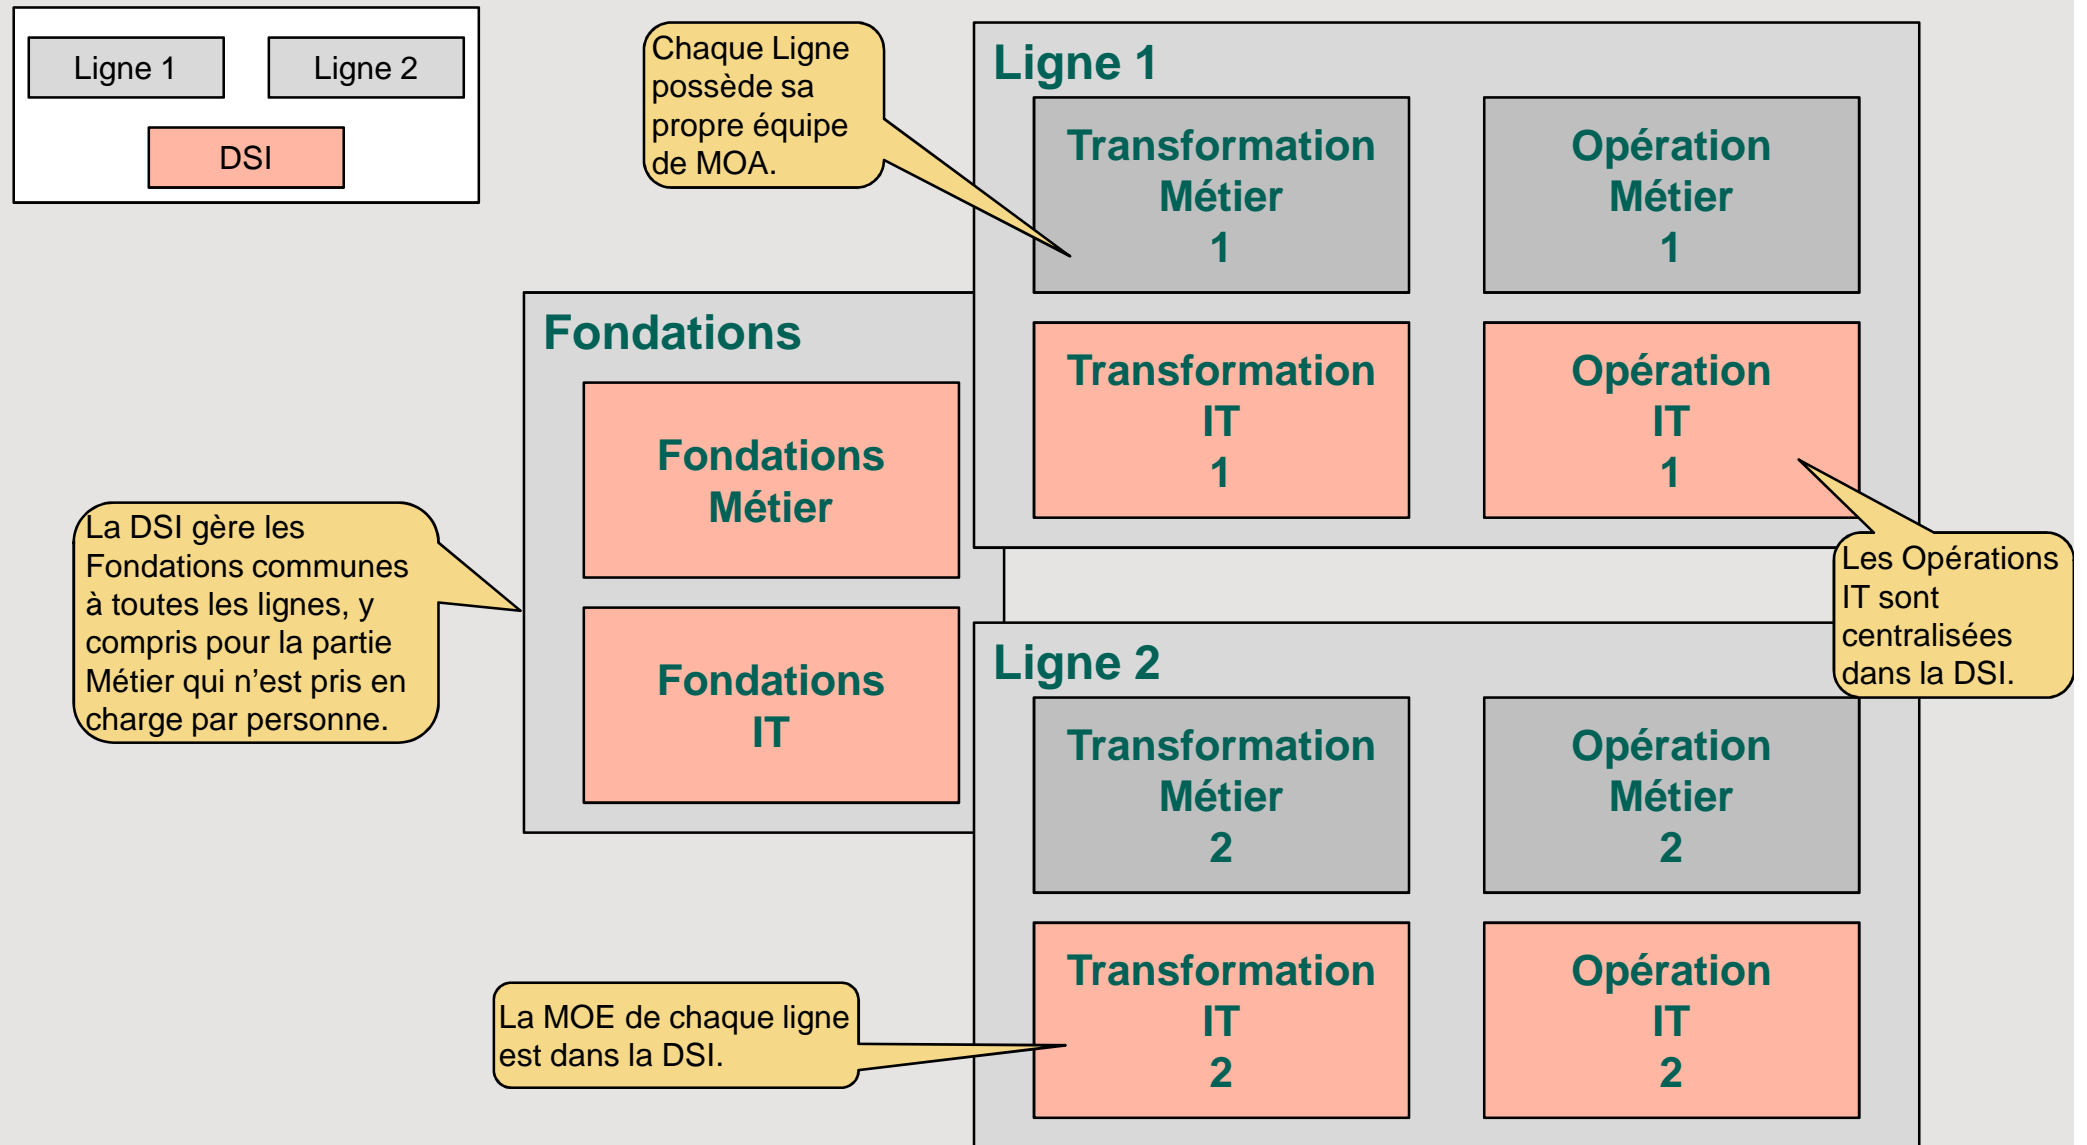 Ligne 1
Ligne 2
DSI
Chaque Ligne
possède sa
propre équipe
de MOA.
Ligne 1
Transformation
Métier
1
Opération
Métier
1
Transformation
IT
1
Opération
IT
1
Fondations
Fondations
Métier
Fondations
IT
La DSI gère les
Fondations communes
à toutes les lignes, y
compris pour la partie
Métier qui n’est pris en
charge par personne.
Les Opérations
IT sont
centralisées
dans la DSI.
Ligne 2
Transformation
Métier
2
Opération
Métier
2
Transformation
IT
2
Opération
IT
2
La MOE de chaque ligne
est dans la DSI.